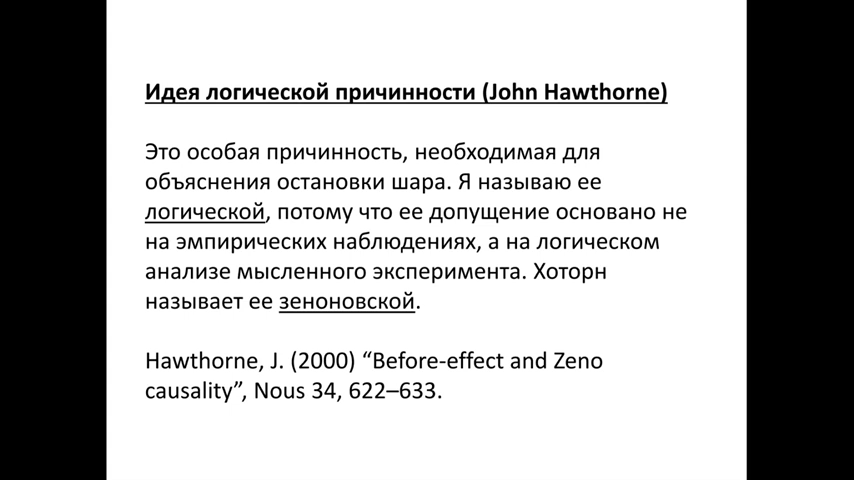 Идея логической причинности (John Hawthorne)
Это особая причинность, необходимая для
объяснения остановки шара. Я называю ее
логической, потому что ее допущение основано не
на эмпирических наблюдениях, а на логическом
анализе мысленного эксперимента. Хоторн
называет ее зеноновской.
Hawthorne, J. (2000) “Before-effect and Zeno
causality”, Nous 34, 622–633.